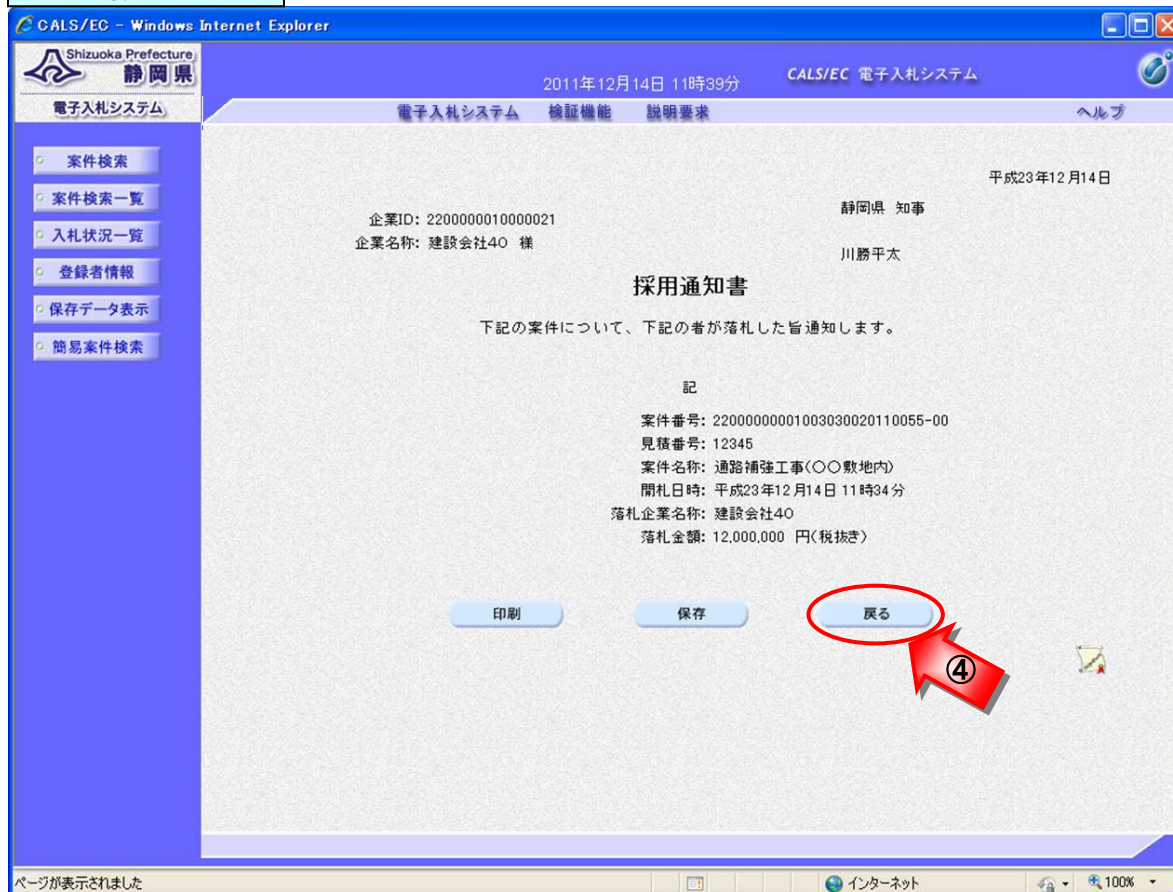 CALS/EC - Windows Internet Explorer
Shizuoka Prefecture
静岡県
2011年12月14日 11時39分
CALS/EC 電子入札システム
電子入札システム
電子入札システム 検証機能 説明要求 ヘルプ
案件検索
案件検索一覧
入札状況一覧
登録者情報
保存データ表示
簡易案件検索
平成23年12月14日
静岡県 知事
企業ID: 2200000010000021
企業名称: 建設会社40 様
川勝平太
採用通知書
下記の案件について、下記の者が落札した旨通知します。
記
案件番号: 22000000001003030020110055-00
見積番号: 12345
案件名称: 通路補強工事(〇〇敷地内)
開札日時: 平成23年12月14日 11時34分
落札企業名称: 建設会社40
落札金額: 12,000,000 円(税抜き)
印刷 保存 戻る
④
ページが表示されました インターネット 100%